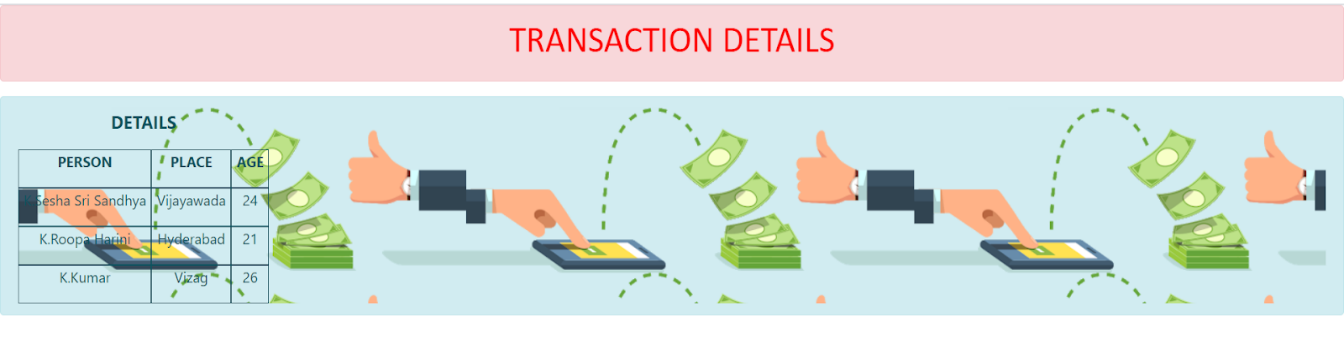 TRANSACTION DETAILS
DETAILS
PERSON PLACE AGE
Sesha Sri Sandhya Vijayawada 24
K.Roopa Harini Hyderabad 21
K.Kumar Vizag 26